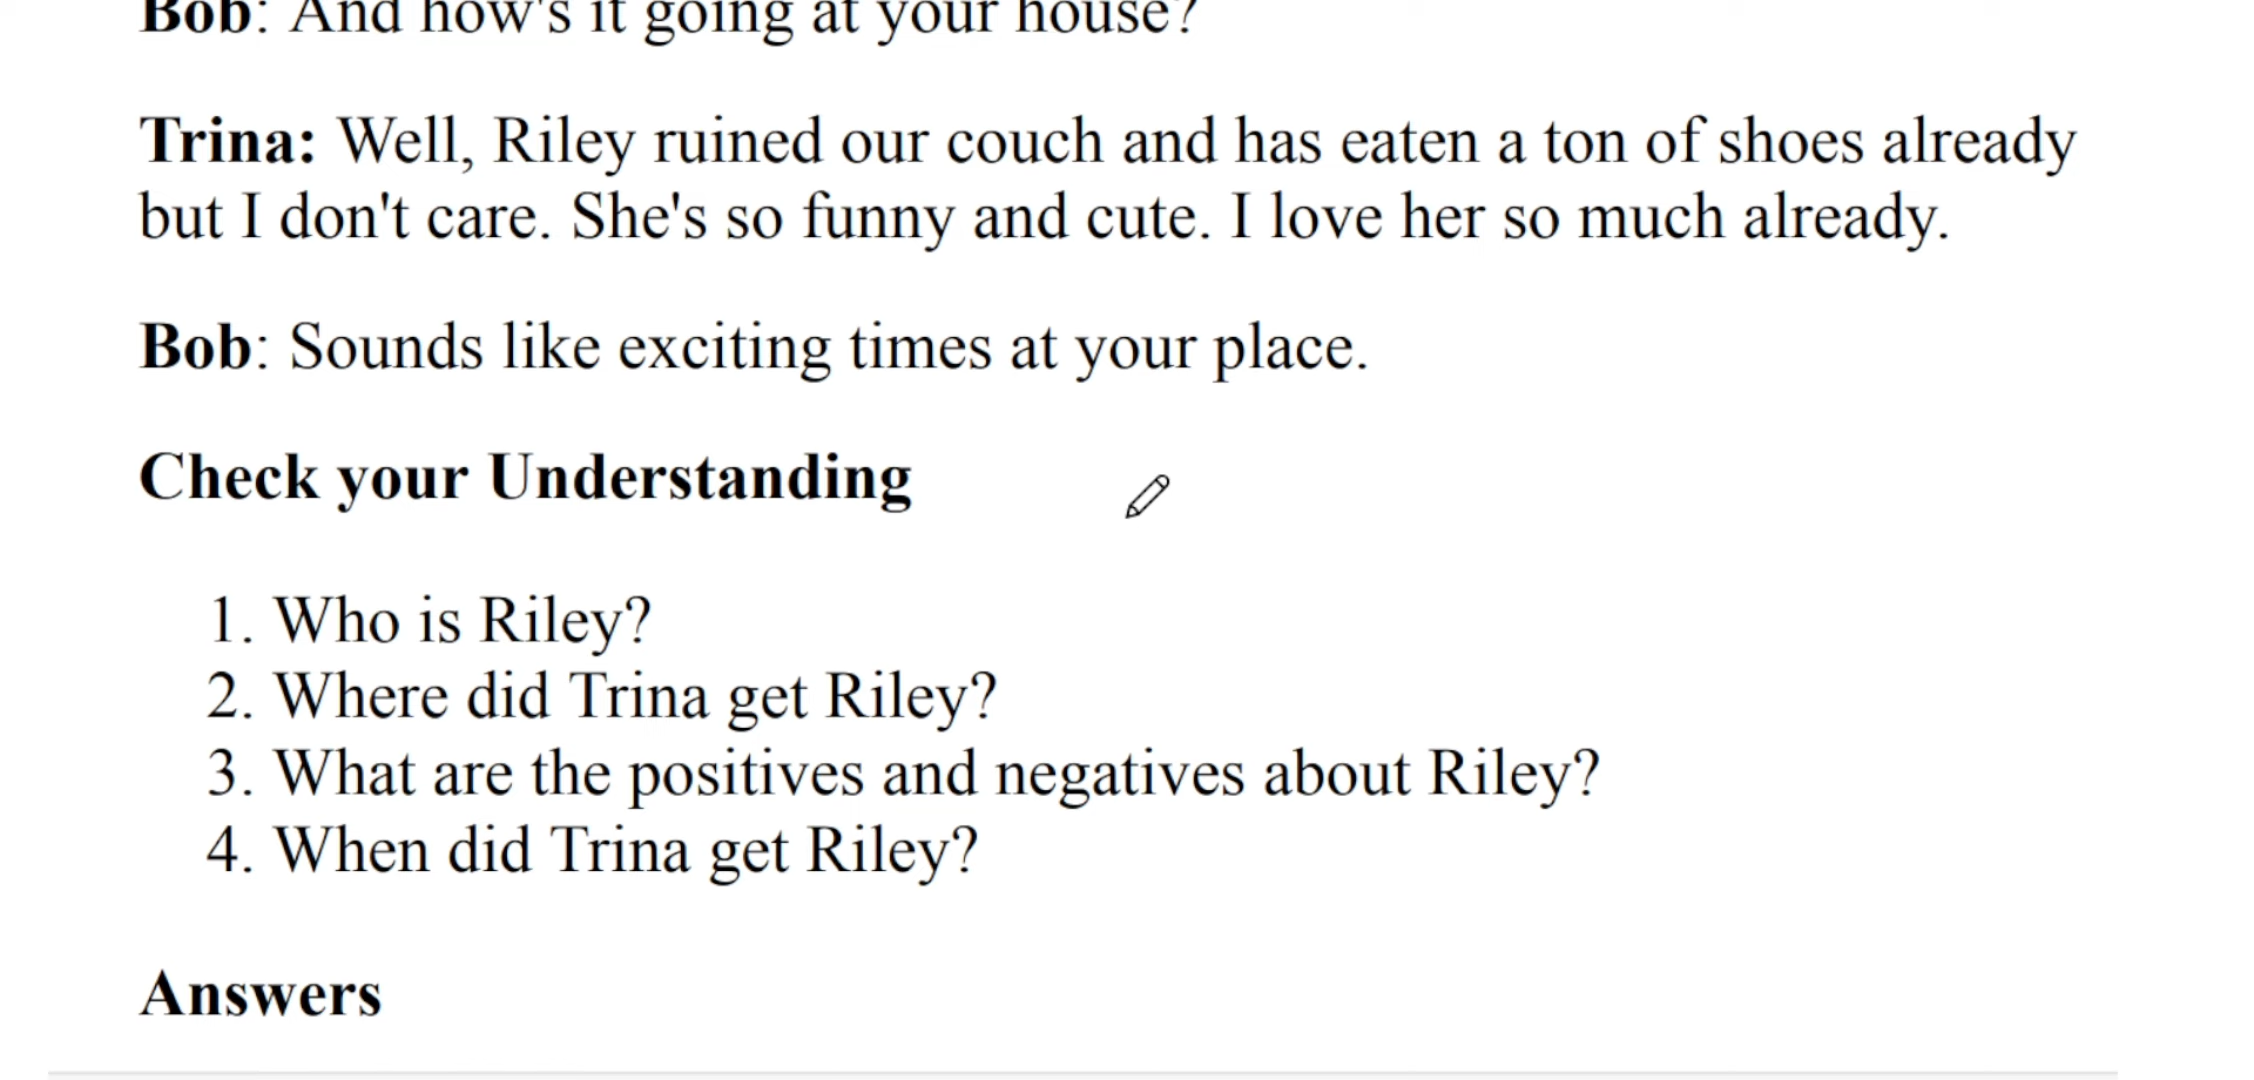 Bob: And how's it going at your house?
Trina: Well, Riley ruined our couch and has eaten a ton of shoes already
but I don't care. She's so funny and cute. I love her so much already.
Bob: Sounds like exciting times at your place.
Check your Understanding
1. Who is Riley?
2. Where did Trina get Riley?
3. What are the positives and negatives about Riley?
4. When did Trina get Riley?
Answers